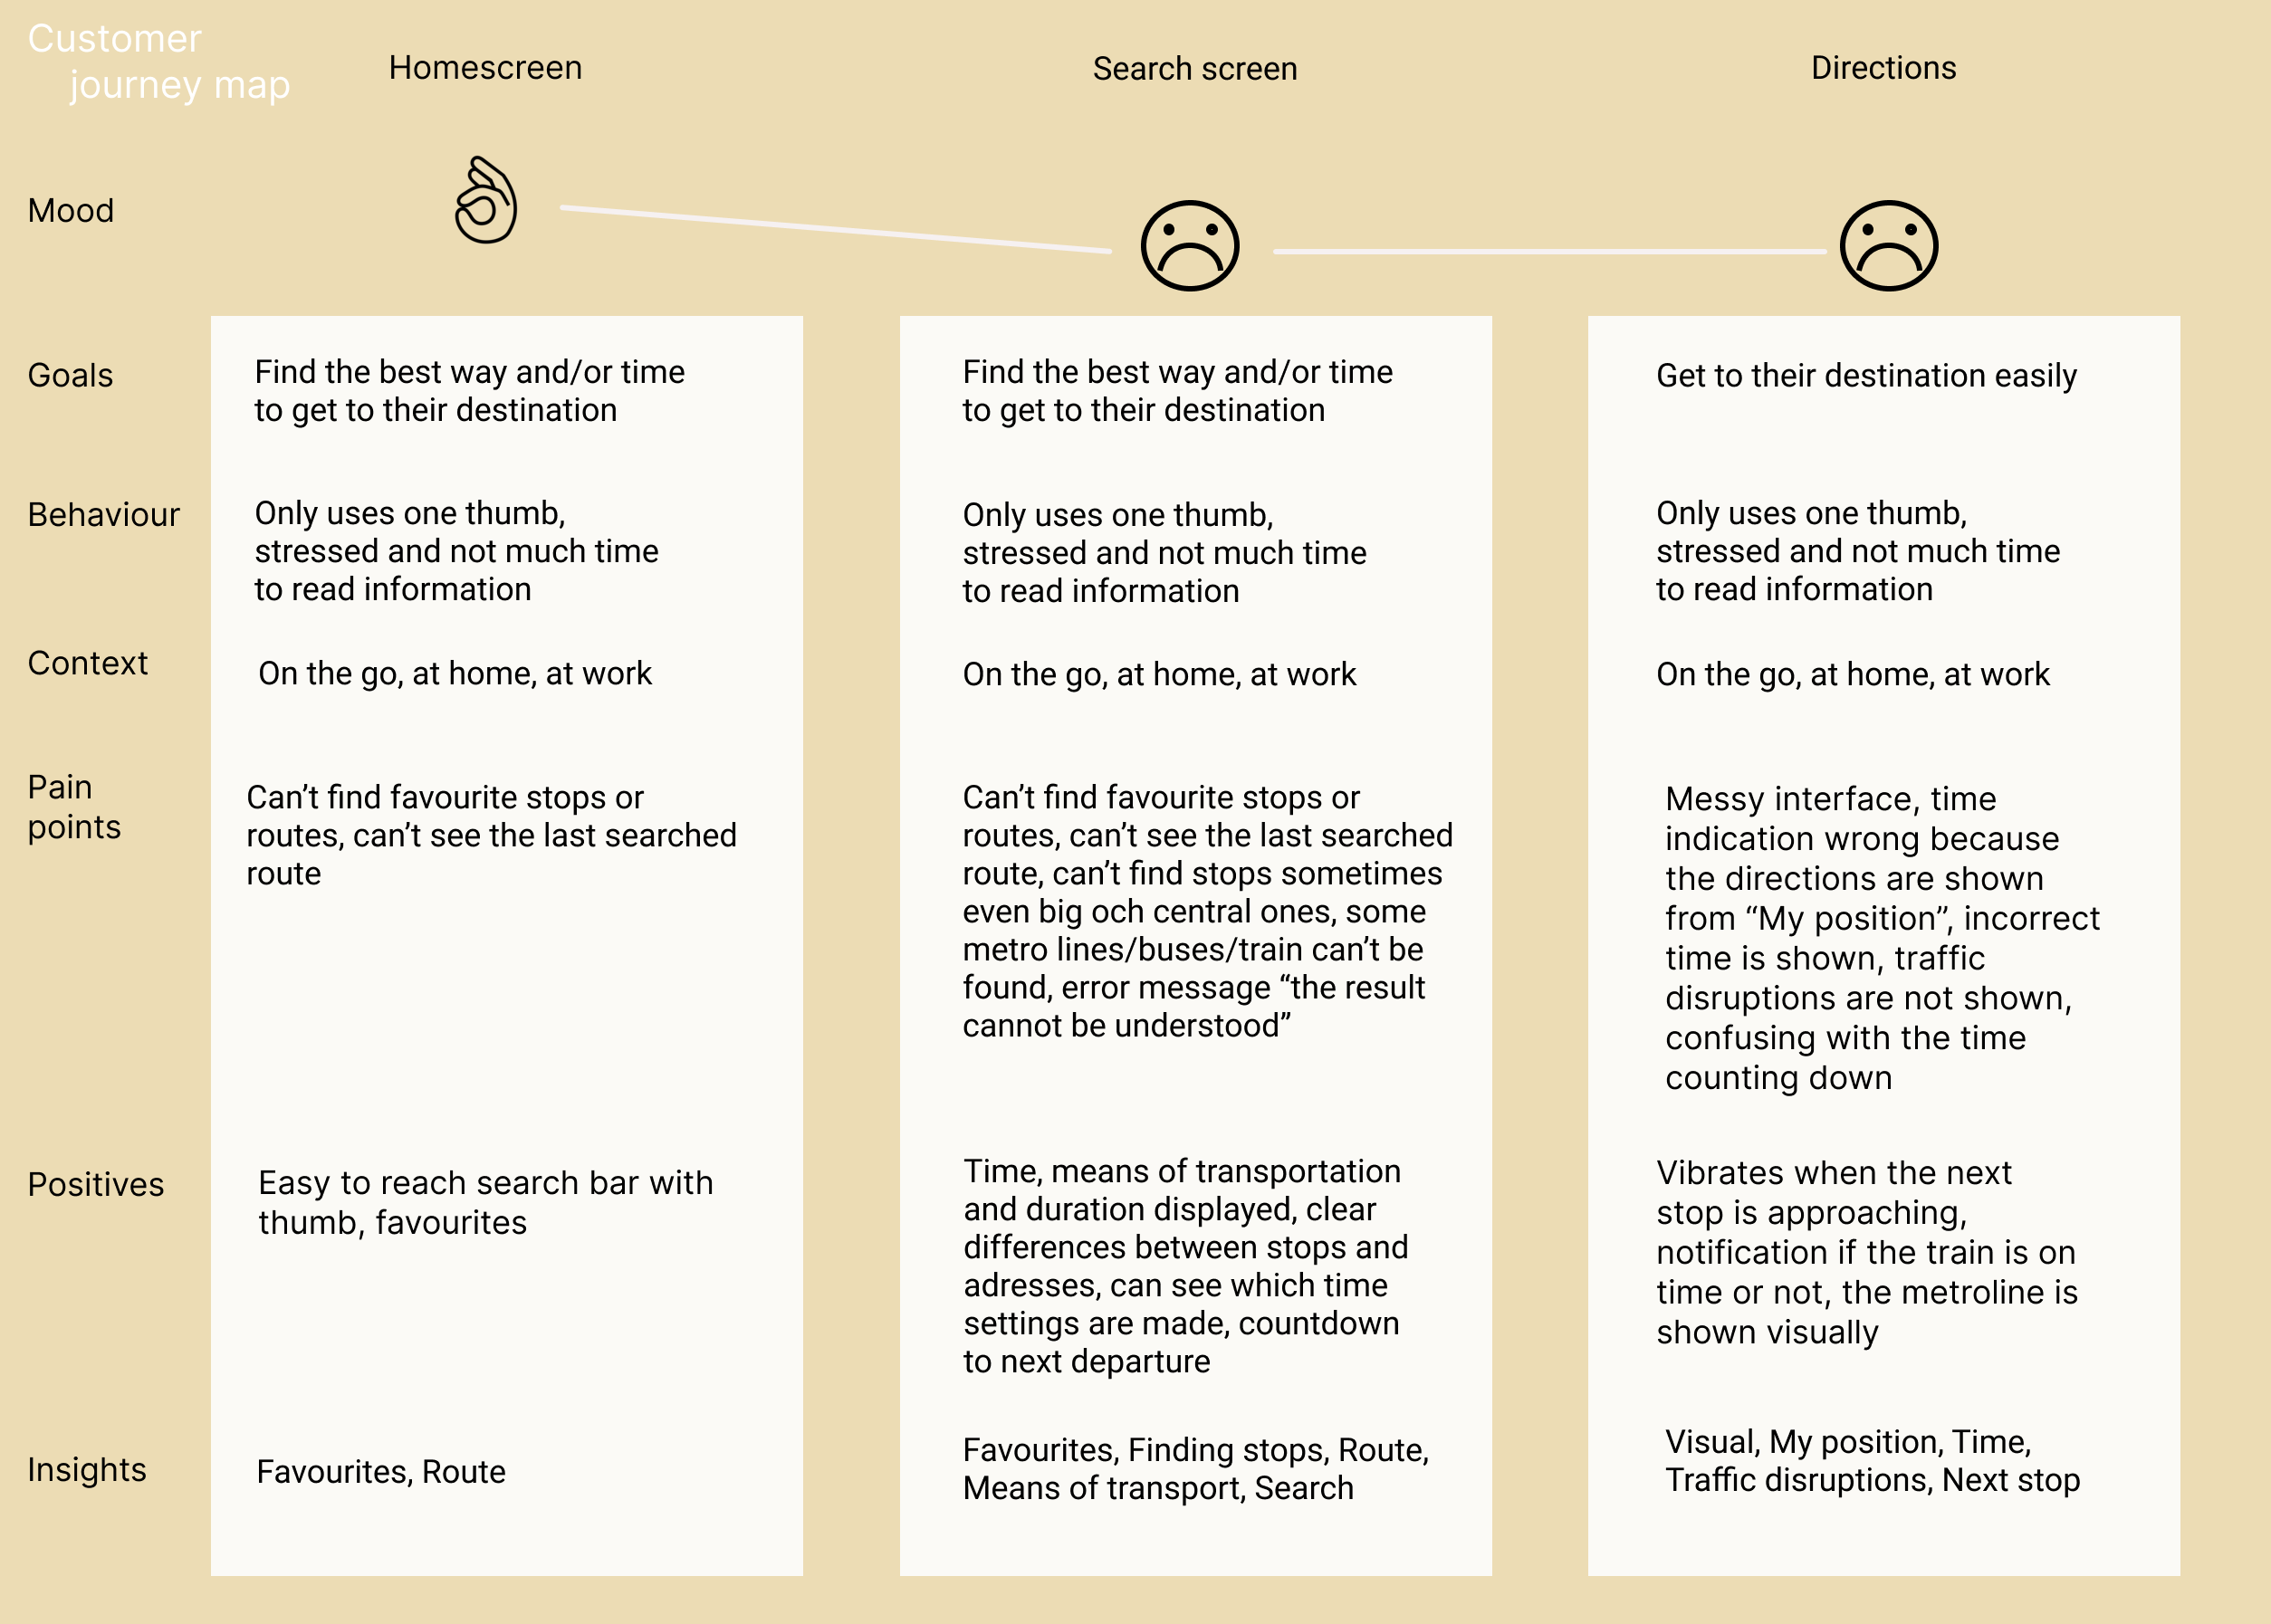 Customer
journey map
Homescreen
Search screen
Directions
Mood
Goals
Find the best way and/or time
to get to their destination
Find the best way and/or time
to get to their destination
Get to their destination easily
Behaviour
Only uses one thumb,
stressed and not much time
to read information
Only uses one thumb,
stressed and not much time
to read information
Only uses one thumb,
stressed and not much time
to read information
Context
On the go, at home, at work
On the go, at home, at work
On the go, at home, at work
Pain
points
Can’t find favourite stops or
routes, can’t see the last searched
route
Can’t find favourite stops or
routes, can’t see the last searched
route, can’t find stops sometimes
even big och central ones, some
metro lines/buses/train can’t be
found, error message “the result
cannot be understood”
Messy interface, time
indication wrong because
the directions are shown
from “My position”, incorrect
time is shown, traffic
disruptions are not shown,
confusing with the time
counting down
Positives
Easy to reach search bar with
thumb, favourites
Time, means of transportation
and duration displayed, clear
differences between stops and
adresses, can see which time
settings are made, countdown
to next departure
Vibrates when the next
stop is approaching,
notification if the train is on
time or not, the metroline is
shown visually
Insights
Favourites, Route
Favourites, Finding stops, Route,
Means of transport, Search
Visual, My position, Time,
Traffic disruptions, Next stop